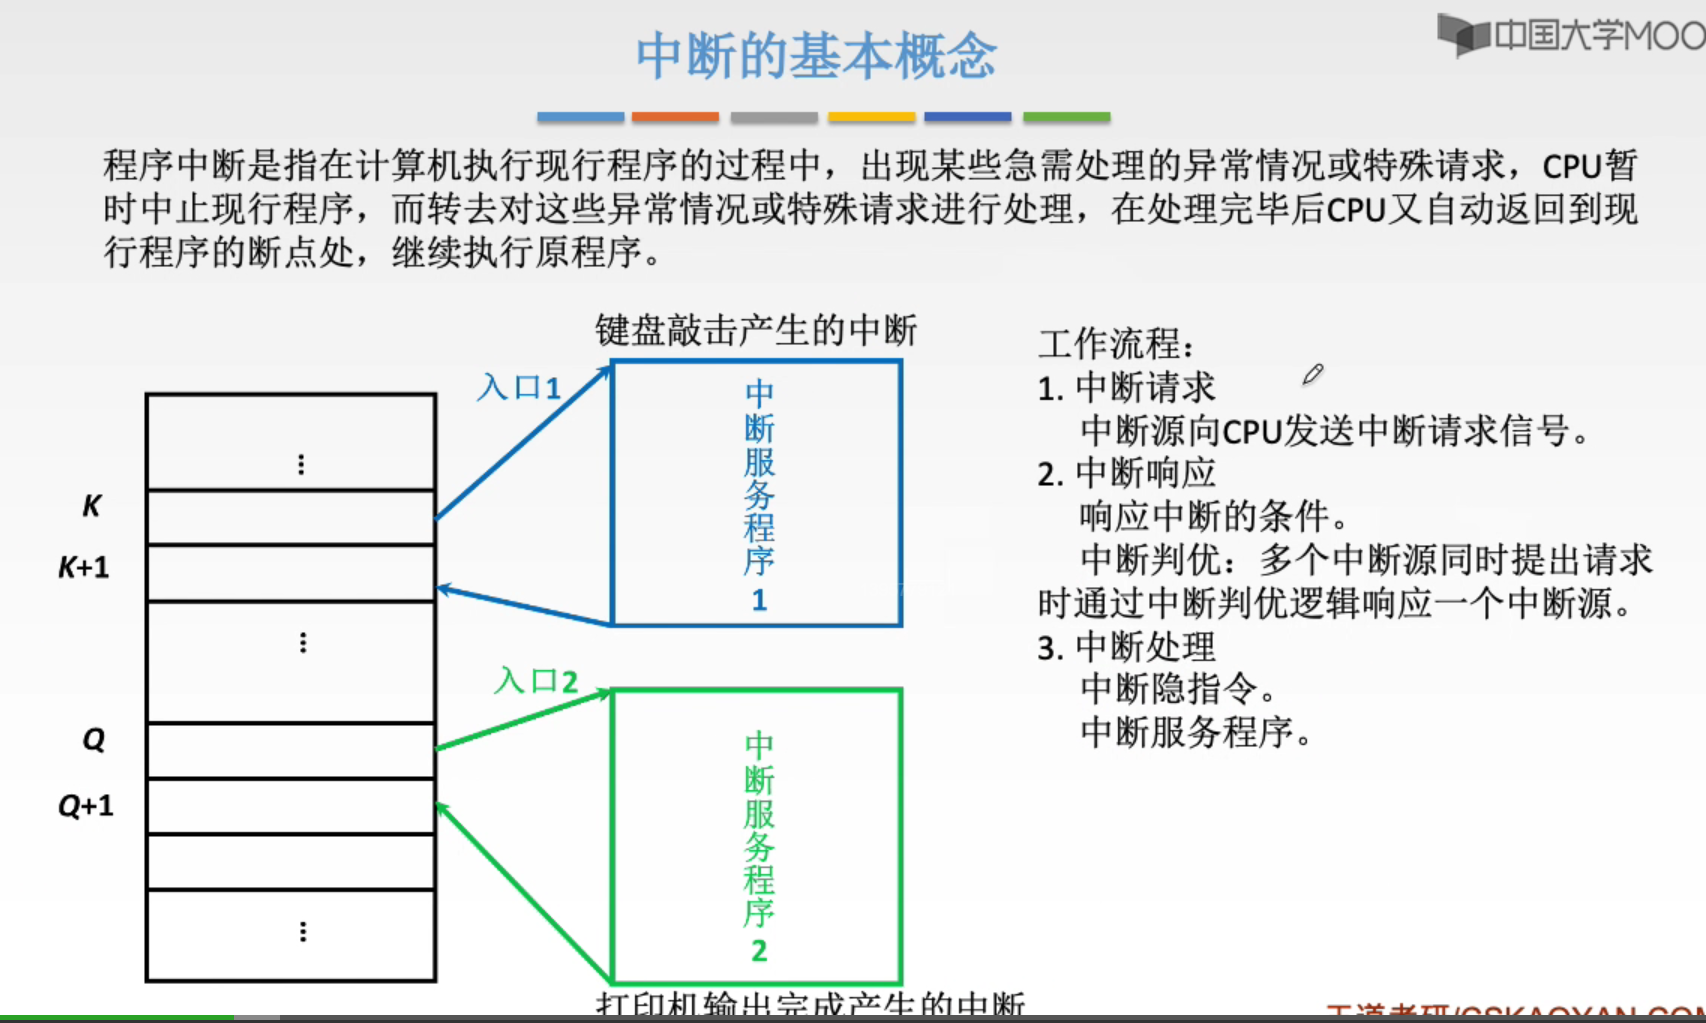 中国大学MOO
中断的基本概念
程序中断是指在计算机执行现行程序的过程中，出现某些急需处理的异常情况或特殊请求，CPU暂
时中止现行程序，而转去对这些异常情况或特殊请求进行处理，在处理完毕后CPU又自动返回到现
行程序的断点处，继续执行原程序。
键盘敲击产生的中断
入口1
中断服务程序1
K
K+1
入口2
中断服务程序2
Q
Q+1
打印机输出完成产生的中断
工作流程：
1. 中断请求
中断源向CPU发送中断请求信号。
2. 中断响应
响应中断的条件。
中断判优：多个中断源同时提出请求
时通过中断判优逻辑响应一个中断源。
3. 中断处理
中断隐指令。
中断服务程序。
王道考研/CSKAOYAN.COM